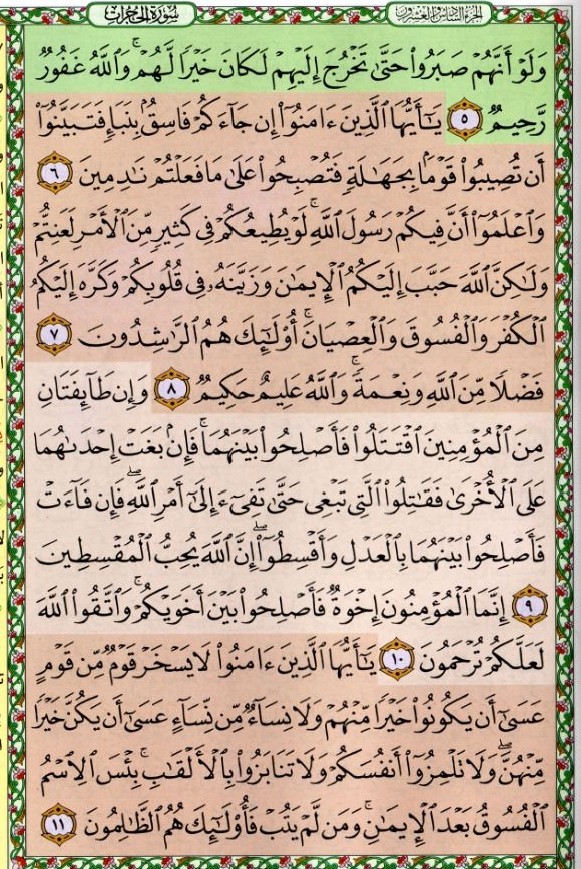 سُورَةُ الحُجُرَاتِ
الجزء السادس والعشرون
وَلَوۡ أَنَّهُمۡ صَبَرُواْ حَتَّىٰ تَخۡرُجَ إِلَيۡهِمۡ لَكَانَ خَيۡرٗا لَّهُمۡۚ وَٱللَّهُ غَفُورٞ
رَّحِيمٞ ٥ يَٰٓأَيُّهَا ٱلَّذِينَ ءَامَنُوٓاْ إِن جَآءَكُمۡ فَاسِقُۢ بِنَبَإٖ فَتَبَيَّنُوٓاْ
أَن تُصِيبُواْ قَوۡمَۢا بِجَهَٰلَةٖ فَتُصۡبِحُواْ عَلَىٰ مَا فَعَلۡتُمۡ نَٰدِمِينَ ٦
وَٱعۡلَمُوٓاْ أَنَّ فِيكُمۡ رَسُولَ ٱللَّهِۚ لَوۡ يُطِيعُكُمۡ فِي كَثِيرٖ مِّنَ ٱلۡأَمۡرِ لَعَنِتُّمۡ
وَلَٰكِنَّ ٱللَّهَ حَبَّبَ إِلَيۡكُمُ ٱلۡإِيمَٰنَ وَزَيَّنَهُۥ فِي قُلُوبِكُمۡ وَكَرَّهَ إِلَيۡكُمُ
ٱلۡكُفۡرَ وَٱلۡفُسُوقَ وَٱلۡعِصۡيَانَۚ أُوْلَٰٓئِكَ هُمُ ٱلرَّٰشِدُونَ ٧
فَضۡلٗا مِّنَ ٱللَّهِ وَنِعۡمَةٗۚ وَٱللَّهُ عَلِيمٌ حَكِيمٞ ٨ وَإِن طَآئِفَتَانِ
مِنَ ٱلۡمُؤۡمِنِينَ ٱقۡتَتَلُواْ فَأَصۡلِحُواْ بَيۡنَهُمَاۖ فَإِنۢ بَغَتۡ إِحۡدَىٰهُمَا
عَلَى ٱلۡأُخۡرَىٰ فَقَٰتِلُواْ ٱلَّتِي تَبۡغِي حَتَّىٰ تَفِيٓءَ إِلَىٰٓ أَمۡرِ ٱللَّهِۚ فَإِن فَآءَتۡ
فَأَصۡلِحُواْ بَيۡنَهُمَا بِٱلۡعَدۡلِ وَأَقۡسِطُوٓاْۖ إِنَّ ٱللَّهَ يُحِبُّ ٱلۡمُقۡسِطِينَ
٩ إِنَّمَا ٱلۡمُؤۡمِنُونَ إِخۡوَةٞ فَأَصۡلِحُواْ بَيۡنَ أَخَوَيۡكُمۡۚ وَٱتَّقُواْ ٱللَّهَ
لَعَلَّكُمۡ تُرۡحَمُونَ ١٠ يَٰٓأَيُّهَا ٱلَّذِينَ ءَامَنُواْ لَا يَسۡخَرۡ قَوۡمٞ مِّن قَوۡمٍ
عَسَىٰٓ أَن يَكُونُواْ خَيۡرٗا مِّنۡهُمۡ وَلَا نِسَآءٞ مِّن نِّسَآءٍ عَسَىٰٓ أَن يَكُنَّ خَيۡرٗا
مِّنۡهُنَّۖ وَلَا تَلۡمِزُوٓاْ أَنفُسَكُمۡ وَلَا تَنَابَزُواْ بِٱلۡأَلۡقَٰبِۖ بِئۡسَ ٱلِٱسۡمُ
ٱلۡفُسُوقُ بَعۡدَ ٱلۡإِيمَٰنِۚ وَمَن لَّمۡ يَتُبۡ فَأُوْلَٰٓئِكَ هُمُ ٱلظَّٰلِمُونَ ١١